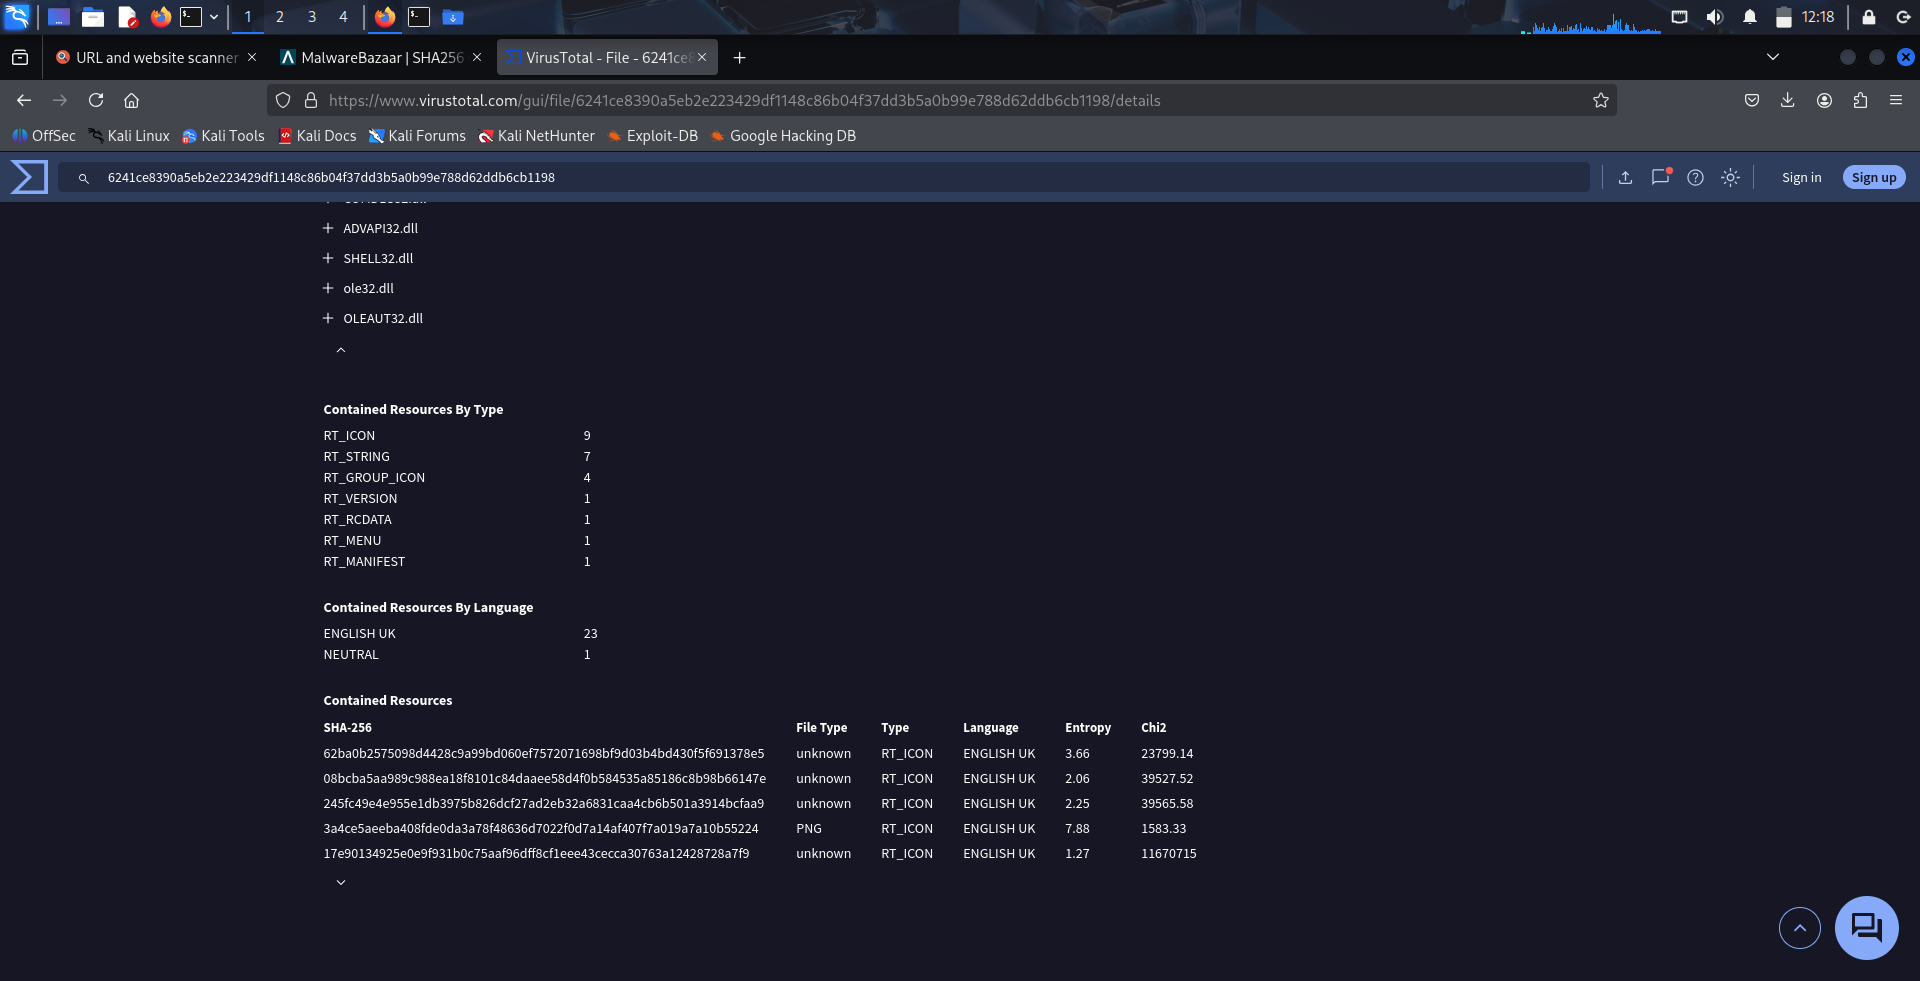 1 2 3 4 12:18
URL and website scanner
MalwareBazaar | SHA256
VirusTotal - File - 6241ce8
https://www.virustotal.com/gui/file/6241ce8390a5eb2e223429df1148c86b04f37dd3b5a0b99e788d62ddb6cb1198/details
OffSec Kali Linux Kali Tools Kali Docs Kali Forums Kali NetHunter Exploit-DB Google Hacking DB
6241ce8390a5eb2e223429df1148c86b04f37dd3b5a0b99e788d62ddb6cb1198
Sign in Sign up
ADVAPI32.dll
SHELL32.dll
ole32.dll
OLEAUT32.dll
Contained Resources By Type
RT_ICON 9
RT_STRING 7
RT_GROUP_ICON 4
RT_VERSION 1
RT_RCDATA 1
RT_MENU 1
RT_MANIFEST 1
Contained Resources By Language
ENGLISH UK 23
NEUTRAL 1
Contained Resources
SHA-256 File Type Type Language Entropy Chi2
62ba0b2575098d4428c9a99bd060ef7572071698bf9d03b4bd430f5f691378e5 unknown RT_ICON ENGLISH UK 3.66 23799.14
08bcba5aa989c988ea18f8101c84daaee58d4f0b584535a85186c8b98b66147e unknown RT_ICON ENGLISH UK 2.06 39527.52
245fc49e4e955e1db3975b826dcf27ad2eb32a6831caa4cb6b501a3914bcfaa9 unknown RT_ICON ENGLISH UK 2.25 39565.58
3a4ce5aeeba408fde0da3a78f48636d7022f0d7a14af407f7a019a7a10b55224 PNG RT_ICON ENGLISH UK 7.88 1583.33
17e90134925e0e9f931b0c75aaf96dff8cf1eee43cecca30763a12428728a7f9 unknown RT_ICON ENGLISH UK 1.27 11670715